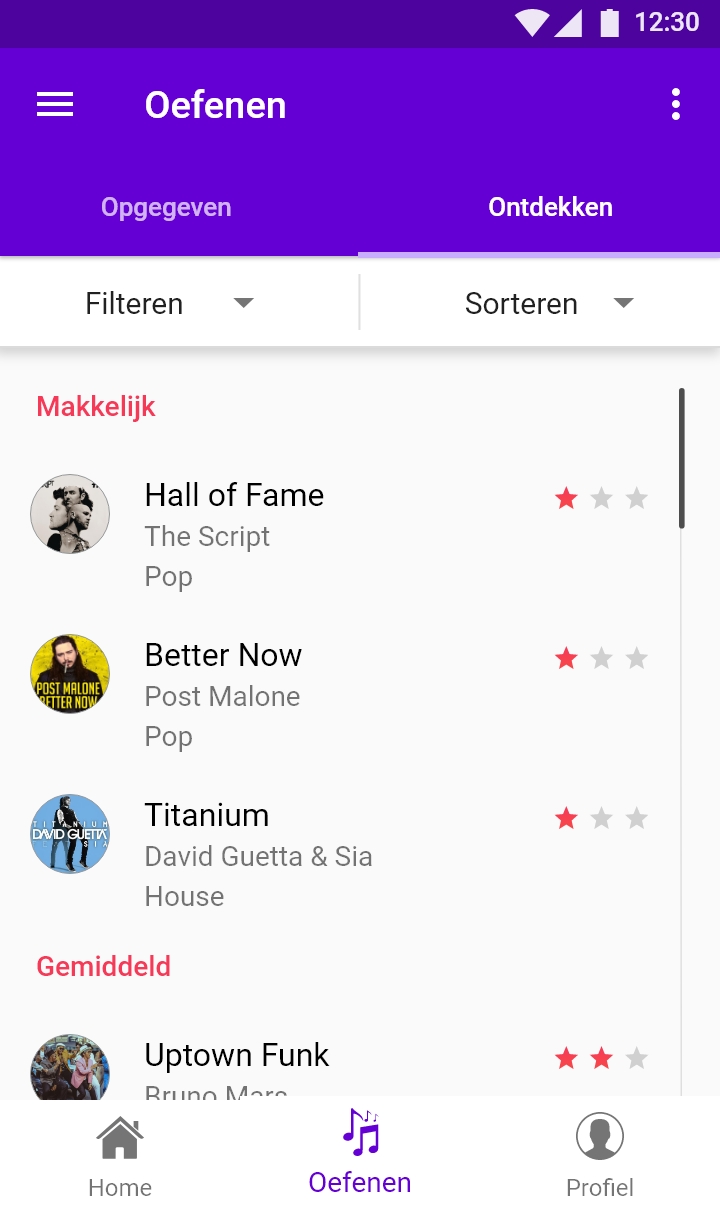 12:30
Oefenen
Opgegeven
Ontdekken
Filteren
Sorteren
Makkelijk
Hall of Fame
The Script
Pop
POST MALONE
BETTER NOW
Better Now
Post Malone
Pop
TITANIUM
DAVID GUETTA
SIA
Titanium
David Guetta & Sia
House
Gemiddeld
Uptown Funk
Bruno Mars
Home
Oefenen
Profiel